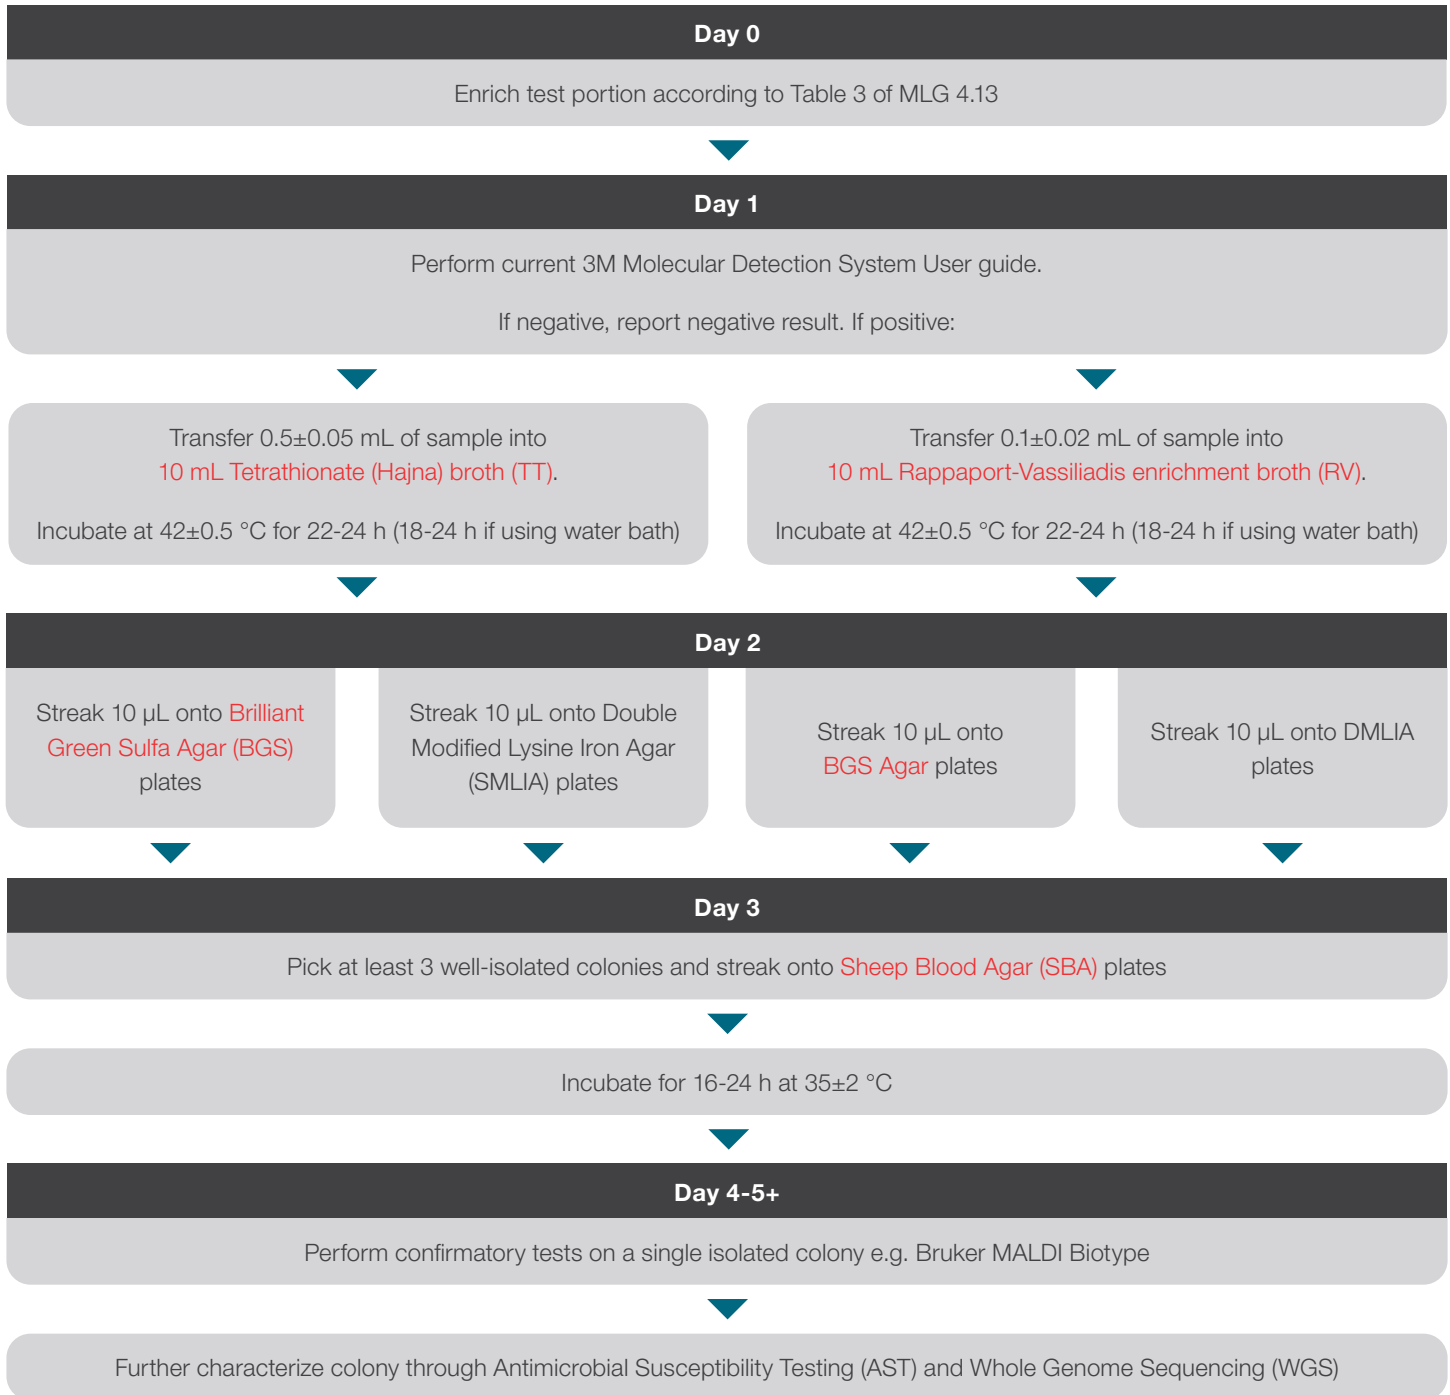 Day 0
Enrich test portion according to Table 3 of MLG 4.13
Day 1
Perform current 3M Molecular Detection System User guide.
If negative, report negative result. If positive:
Transfer 0.5±0.05 mL of sample into
10 mL Tetrathionate (Hajna) broth (TT).
Incubate at 42±0.5 °C for 22-24 h (18-24 h if using water bath)
Transfer 0.1±0.02 mL of sample into
10 mL Rappaport-Vassiliadis enrichment broth (RV).
Incubate at 42±0.5 °C for 22-24 h (18-24 h if using water bath)
Day 2
Streak 10 µL onto Brilliant
Green Sulfa Agar (BGS)
plates
Streak 10 µL onto Double
Modified Lysine Iron Agar
(SMLIA) plates
Streak 10 µL onto
BGS Agar plates
Streak 10 µL onto DMLIA
plates
Day 3
Pick at least 3 well-isolated colonies and streak onto Sheep Blood Agar (SBA) plates
Incubate for 16-24 h at 35±2 °C
Day 4-5+
Perform confirmatory tests on a single isolated colony e.g. Bruker MALDI Biotype
Further characterize colony through Antimicrobial Susceptibility Testing (AST) and Whole Genome Sequencing (WGS)